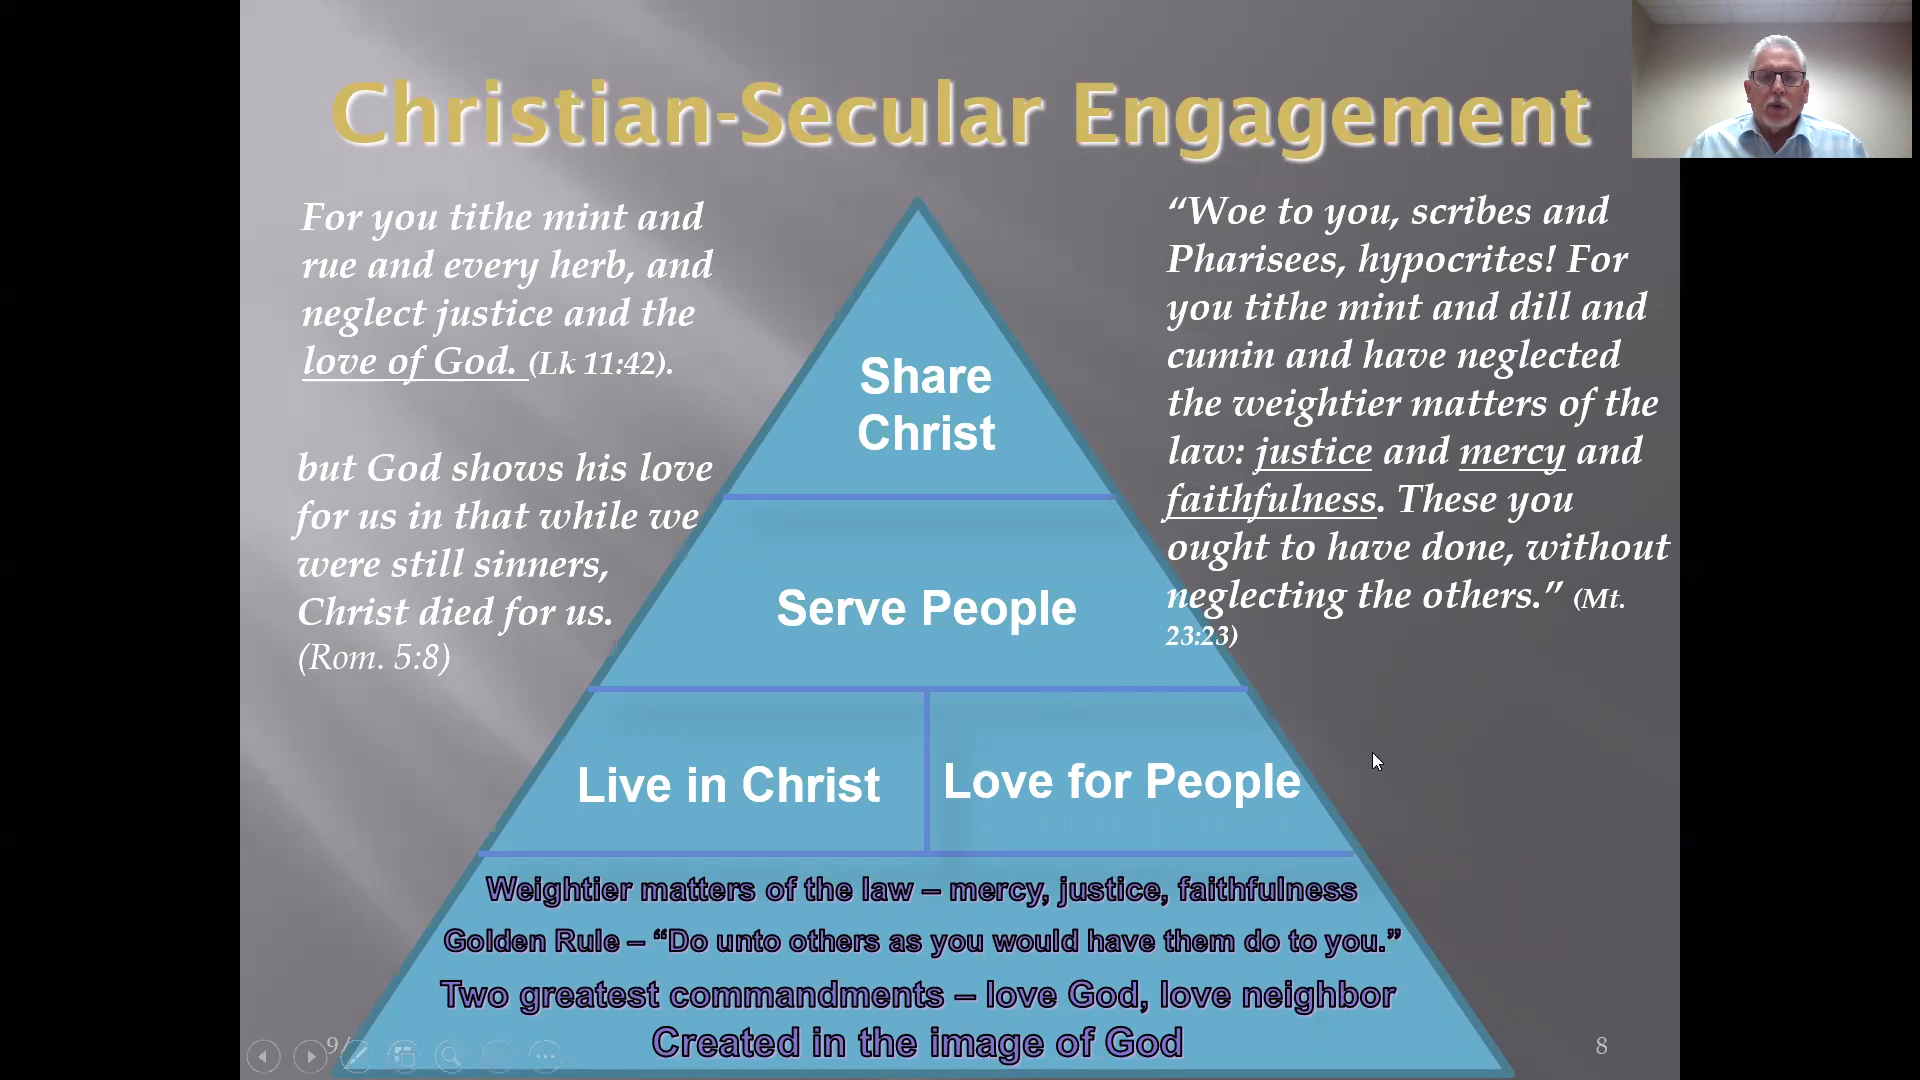 Christian-Secular Engagement
For you tithe mint and
rue and every herb, and
neglect justice and the
love of God. (Lk 11:42).
but God shows his love
for us in that while we
were still sinners,
Christ died for us.
(Rom. 5:8)
“Woe to you, scribes and
Pharisees, hypocrites! For
you tithe mint and dill and
cumin and have neglected
the weightier matters of the
law: justice and mercy and
faithfulness. These you
ought to have done, without
neglecting the others.” (Mt.
23:23)
Share
Christ
Serve People
Live in Christ
Love for People
Weightier matters of the law – mercy, justice, faithfulness
Golden Rule – “Do unto others as you would have them do to you.”
Two greatest commandments – love God, love neighbor
Created in the image of God
9/
8